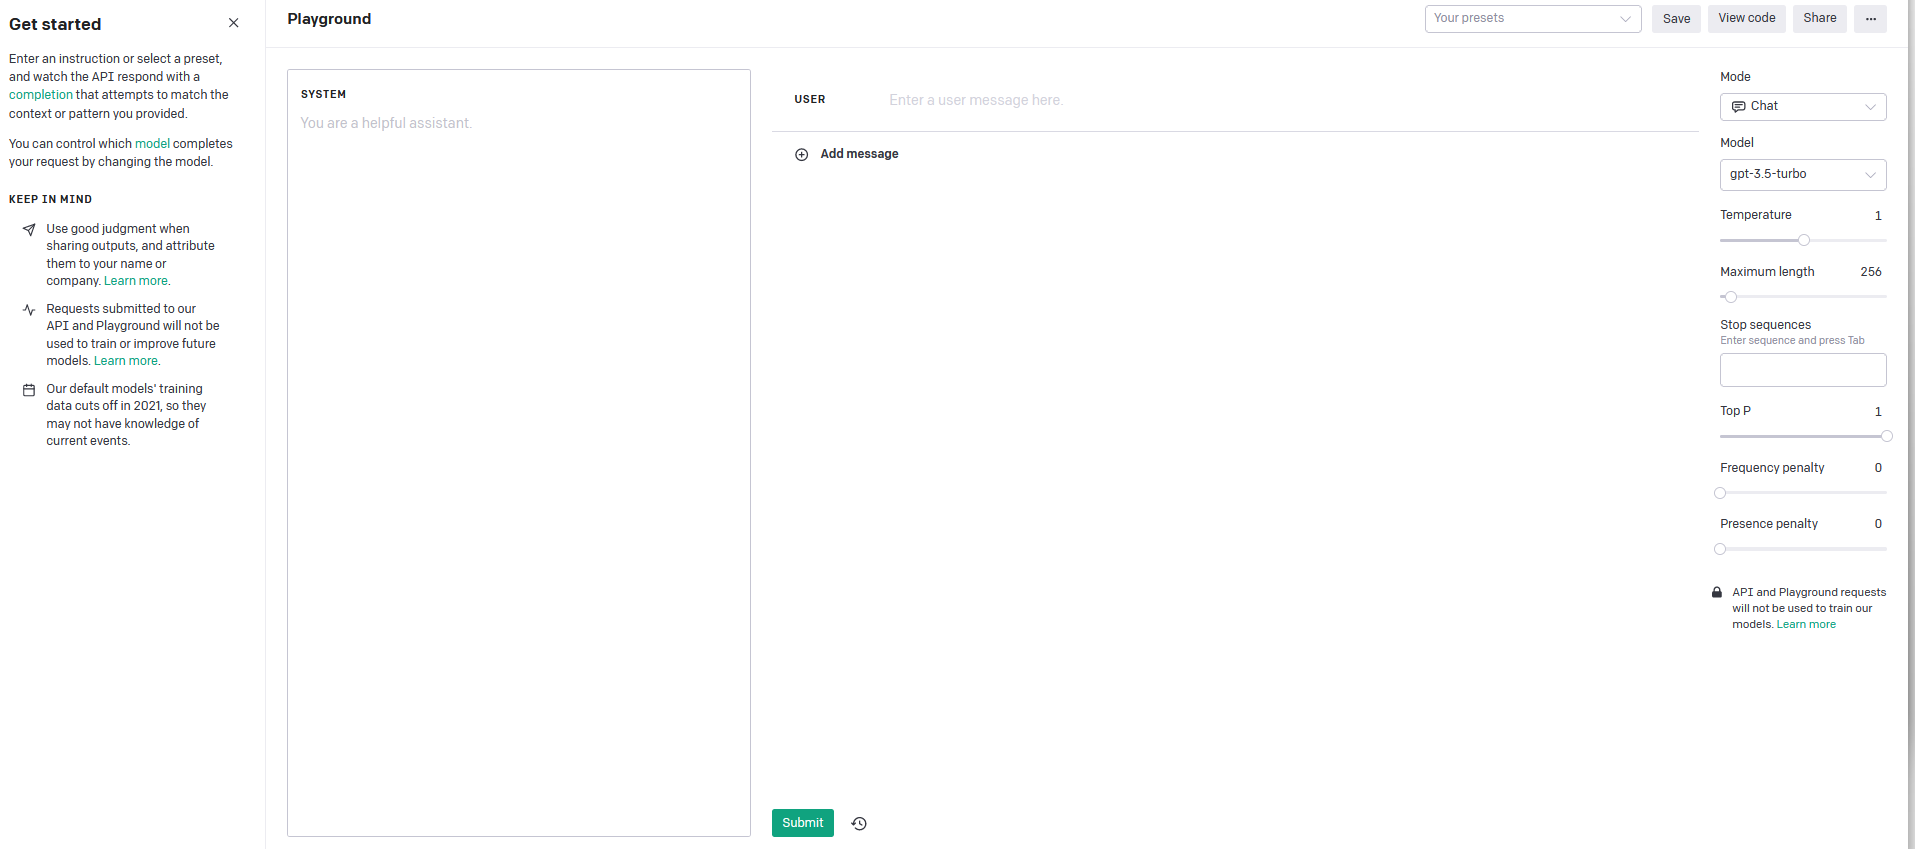 Get started
Enter an instruction or select a preset,
and watch the API respond with a
completion that attempts to match the
context or pattern you provided.
You can control which model completes
your request by changing the model.
KEEP IN MIND
Use good judgment when
sharing outputs, and attribute
them to your name or
company. Learn more.
Requests submitted to our
API and Playground will not be
used to train or improve future
models. Learn more.
Our default models' training
data cuts off in 2021, so they
may not have knowledge of
current events.
Playground
Your presets
Save
View code
Share
...
SYSTEM
You are a helpful assistant.
USER
Enter a user message here.
Add message
Submit
Mode
Chat
Model
gpt-3.5-turbo
Temperature 1
Maximum length 256
Stop sequences
Enter sequence and press Tab
Top P 1
Frequency penalty 0
Presence penalty 0
API and Playground requests
will not be used to train our
models. Learn more